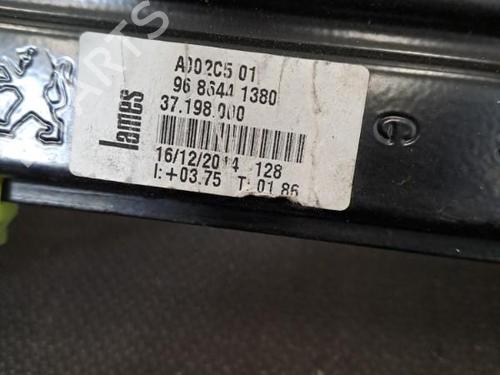 A002C5 01
96 8644 1380
37.198.000
lames
16/12/2014 128
I:+03.75 T:01.86
G